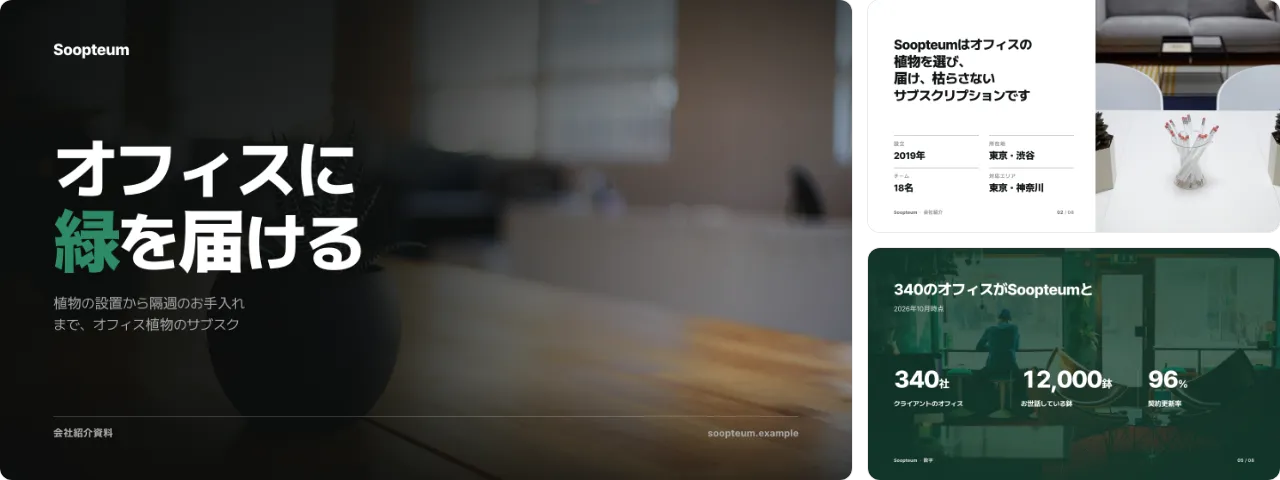 Soopteum
オフィスに
緑を届ける
植物の設置から隔週のお手入れ
まで、オフィス植物のサブスク
会社紹介資料
soopteum.example
Soopteumはオフィスの
植物を選び、
届け、枯らさない
サブスクリプションです
設立
2019年
所在地
東京・渋谷
チーム
18名
対応エリア
東京・神奈川
Soopteum · 会社紹介
02 / 06
340のオフィスがSoopteumと
2026年10月時点
340社
クライアントのオフィス
12,000鉢
お世話している鉢
96%
契約更新率
Soopteum · 数字
05 / 06